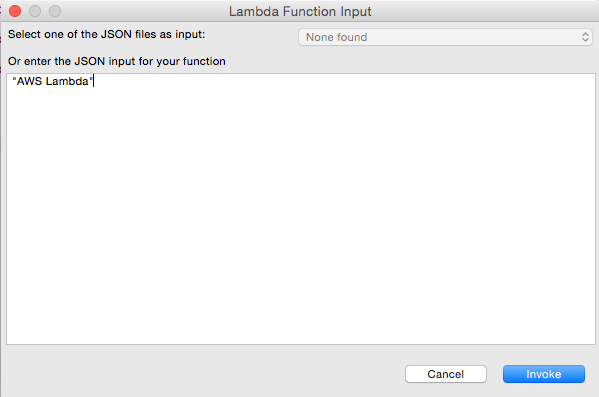 Lambda Function Input
Select one of the JSON files as input:
None found
Or enter the JSON input for your function
"AWS Lambda"
Cancel
Invoke